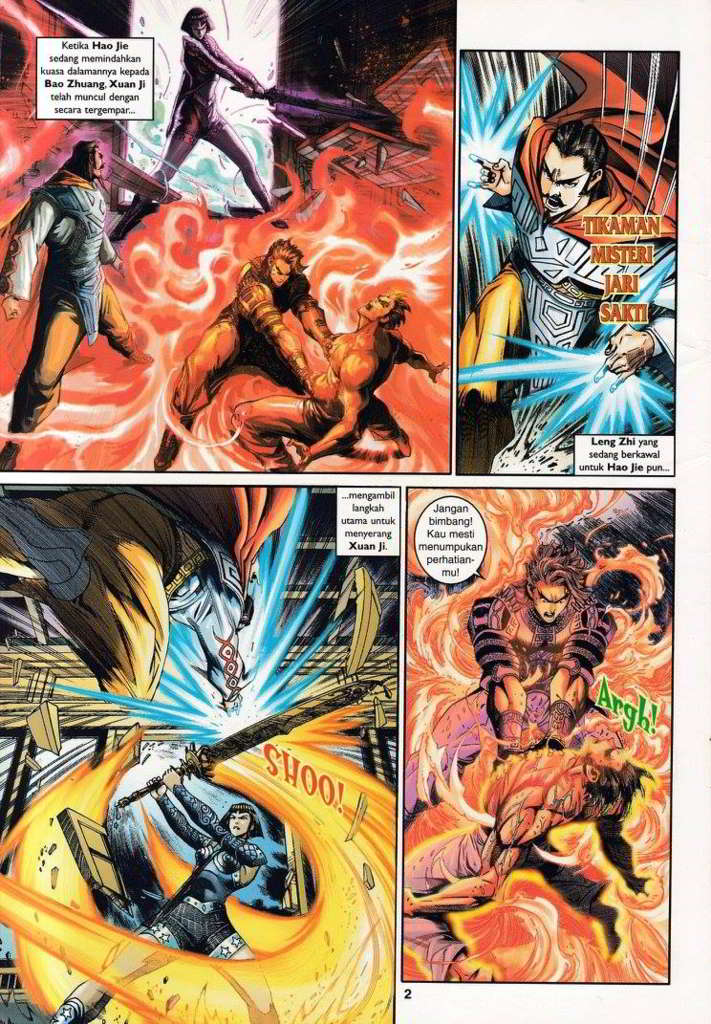 Ketika Hao Jie
sedang memindahkan
kuasa dalamannya kepada
Bao Zhuang, Xuan Ji
telah muncul dengan
secara tergempar...
TIKAMAN
MISTERI
JARI
SAKTI
Leng Zhi yang
sedang berkawal
untuk Hao Jie pun...
...mengambil
langkah
utama untuk
menyerang
Xuan Ji.
SHOO!
Jangan
bimbang!
Kau mesti
menumpukan
perhatian-
mu!
Argh!
2